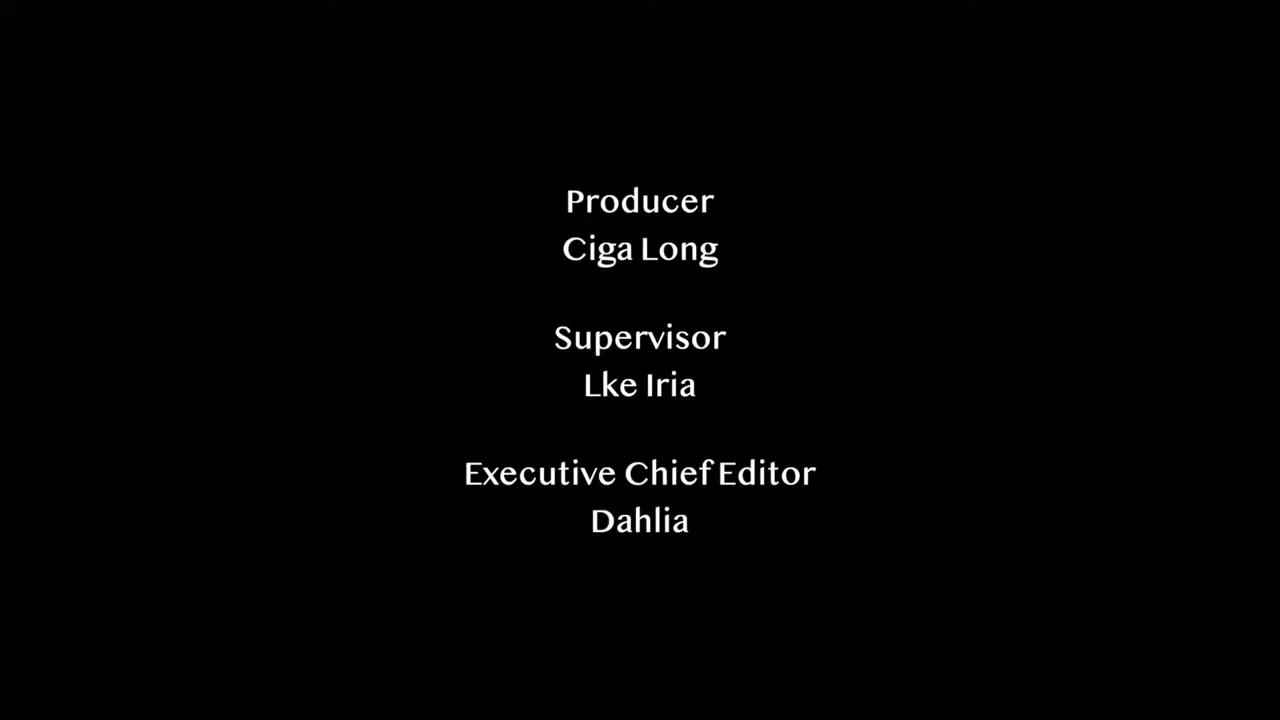 Producer
Ciga Long
Supervisor
Lke Iria
Executive Chief Editor
Dahlia